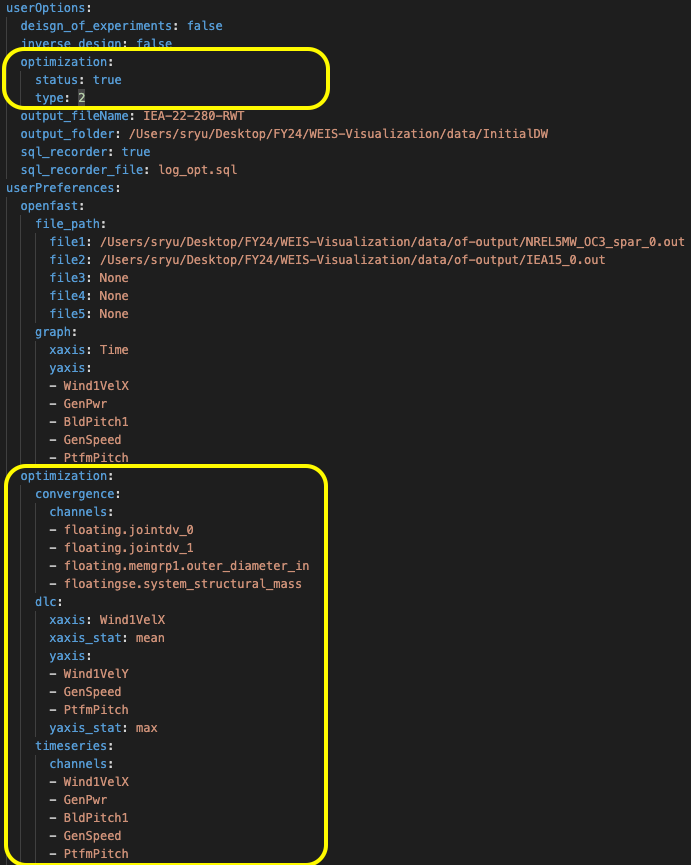 userOptions:
deisgn_of_experiments: false
inverse_design: false
optimization:
status: true
type: 2
output_fileName: IEA-22-280-RWT
output_folder: /Users/sryu/Desktop/FY24/WEIS-Visualization/data/InitialDW
sql_recorder: true
sql_recorder_file: log_opt.sql
userPreferences:
openfast:
file_path:
file1: /Users/sryu/Desktop/FY24/WEIS-Visualization/data/of-output/NREL5MW_OC3_spar_0.out
file2: /Users/sryu/Desktop/FY24/WEIS-Visualization/data/of-output/IEA15_0.out
file3: None
file4: None
file5: None
graph:
xaxis: Time
yaxis:
- Wind1VelX
- GenPwr
- BldPitch1
- GenSpeed
- PtfmPitch
optimization:
convergence:
channels:
- floating.jointdv_0
- floating.jointdv_1
- floating.memgrp1.outer_diameter_in
- floatingse.system_structural_mass
dlc:
xaxis: Wind1VelX
xaxis_stat: mean
yaxis:
- Wind1VelY
- GenSpeed
- PtfmPitch
yaxis_stat: max
timeseries:
channels:
- Wind1VelX
- GenPwr
- BldPitch1
- GenSpeed
- PtfmPitch